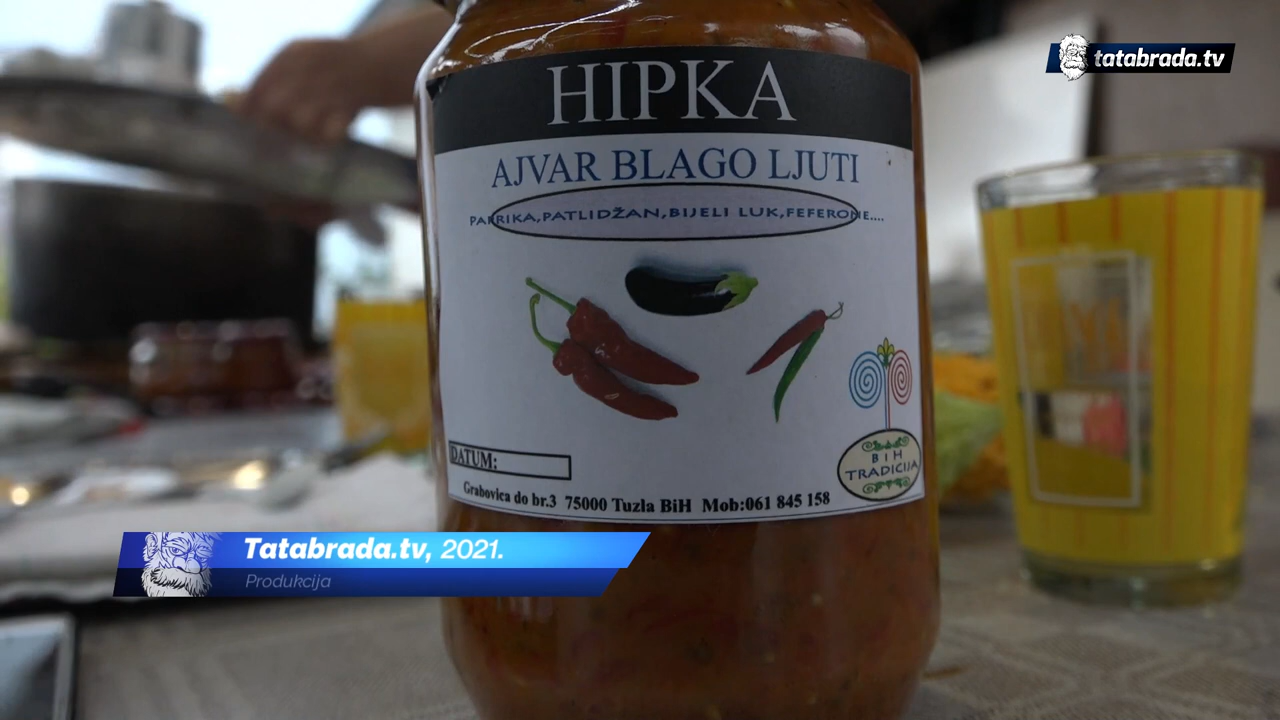 tatabrada.tv
HIPKA
AJVAR BLAGO LJUTI
PAPRIKA,PATLIDŽAN,BIJELI LUK,FEFERONE....
BIH
TRADICIJA
DATUM:
Grabovica do br.3 75000 Tuzla BiH Mob:061 845 158
Tatabrada.tv, 2021.
Produkcija